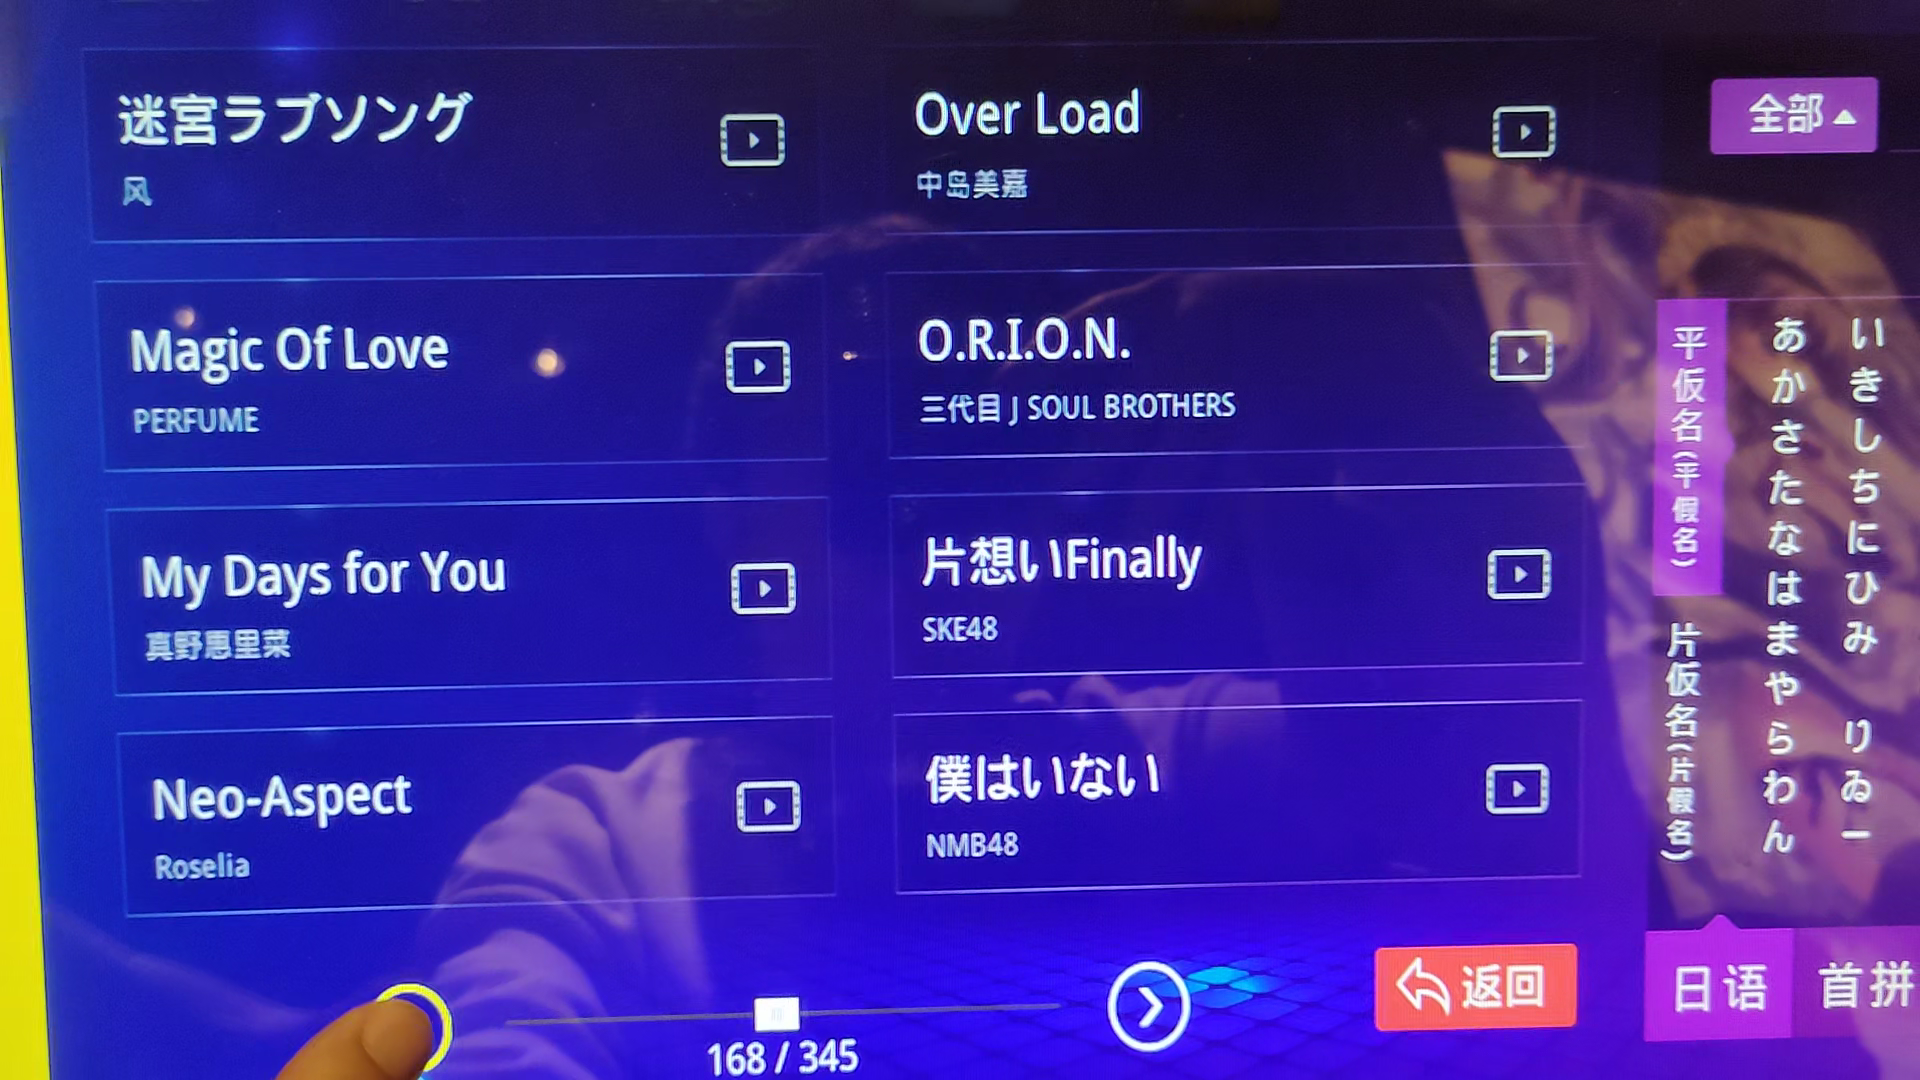 迷宮ラブソング
风
Over Load
中岛美嘉
全部
Magic Of Love
PERFUME
O.R.I.O.N.
三代目 J SOUL BROTHERS
My Days for You
真野恵里菜
片想いFinally
SKE48
Neo-Aspect
Roselia
僕はいない
NMB48
平仮名(平假名)
片仮名(片假名)
あかさたなはまやらわん
いきしちにひみ りゐー
168 / 345
返回
日语
首拼